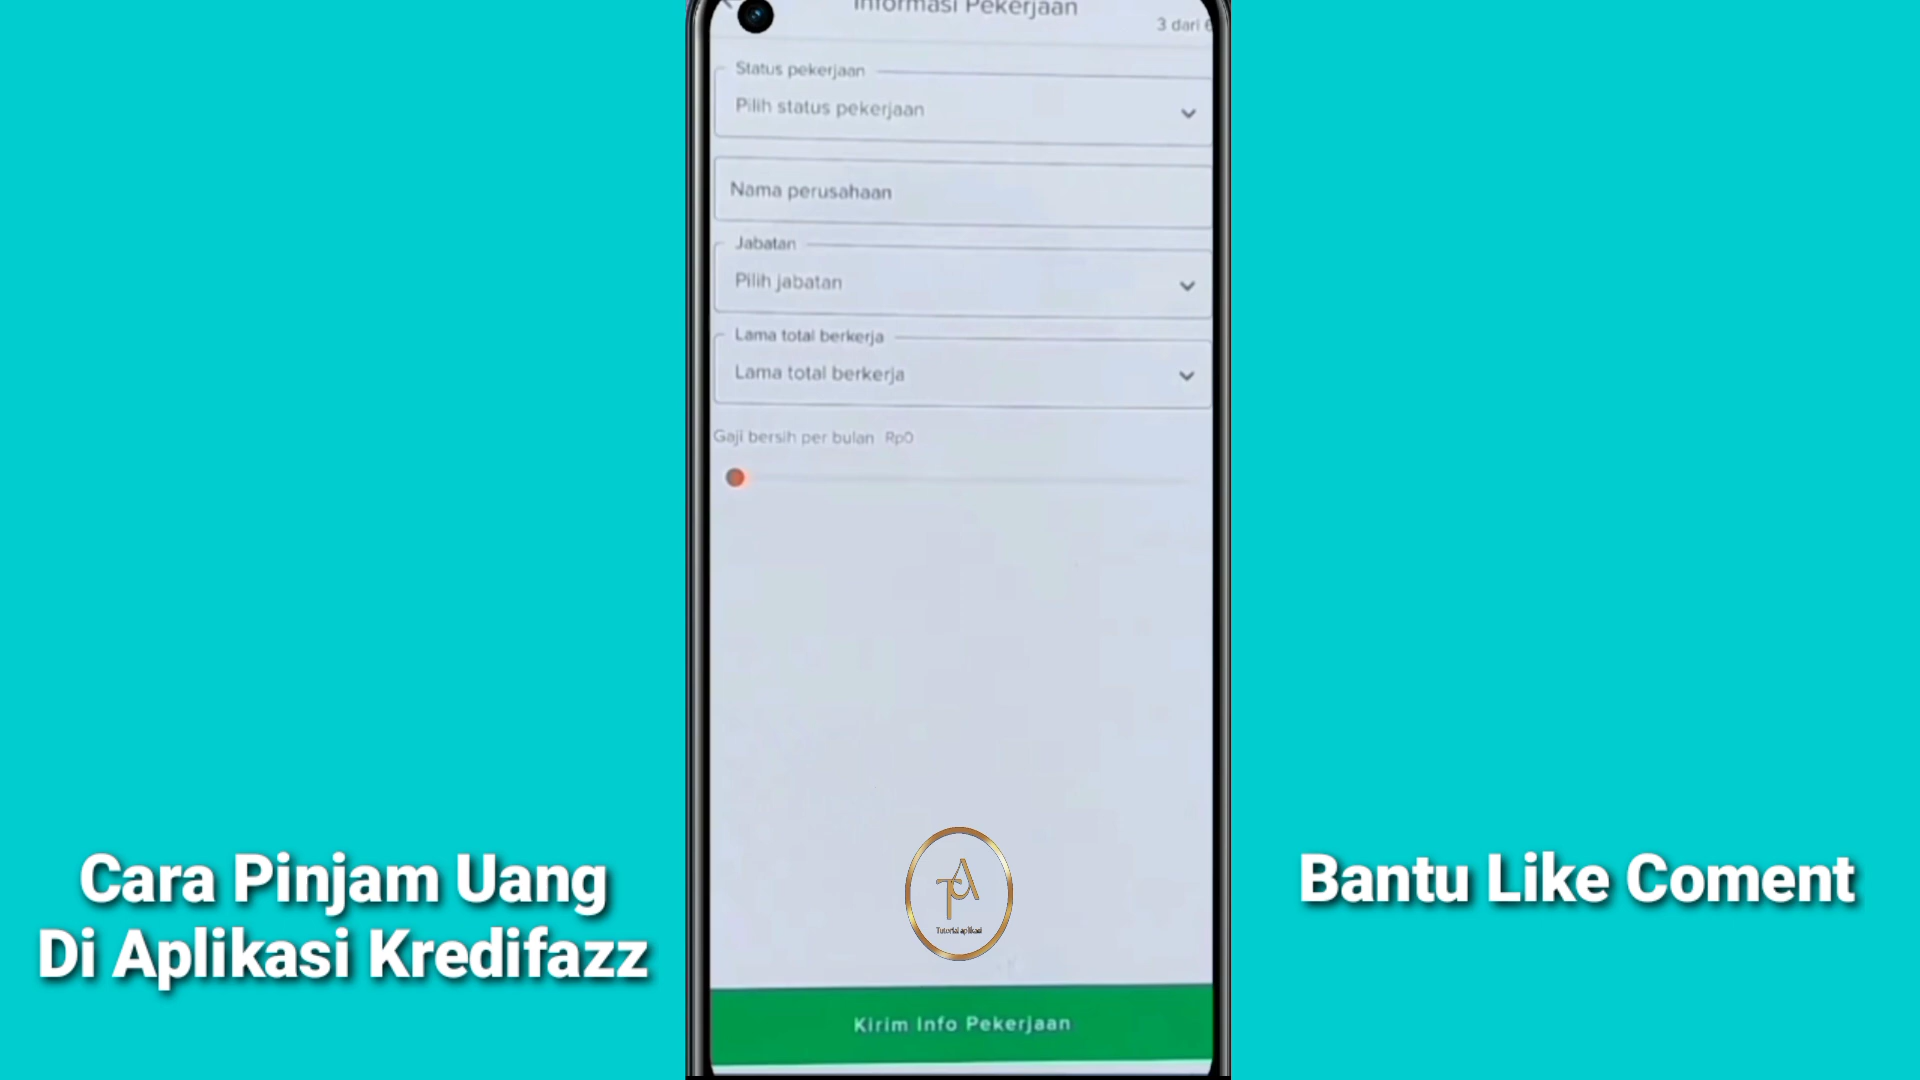 Informasi Pekerjaan
3 dari 6
Status pekerjaan
Pilih status pekerjaan
Nama perusahaan
Jabatan
Pilih jabatan
Lama total berkerja
Lama total berkerja
Gaji bersih per bulan Rp0
Tutorial aplikasi
Kirim Info Pekerjaan
Cara Pinjam Uang
Di Aplikasi Kredifazz
Bantu Like Coment